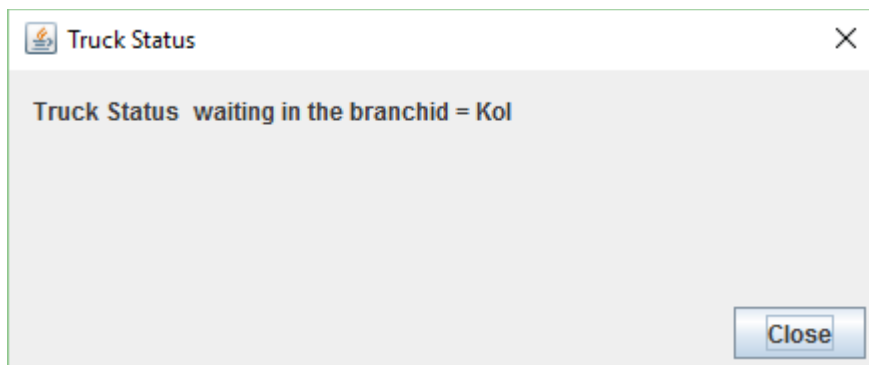 Truck Status
Truck Status  waiting in the branchid = Kol
Close